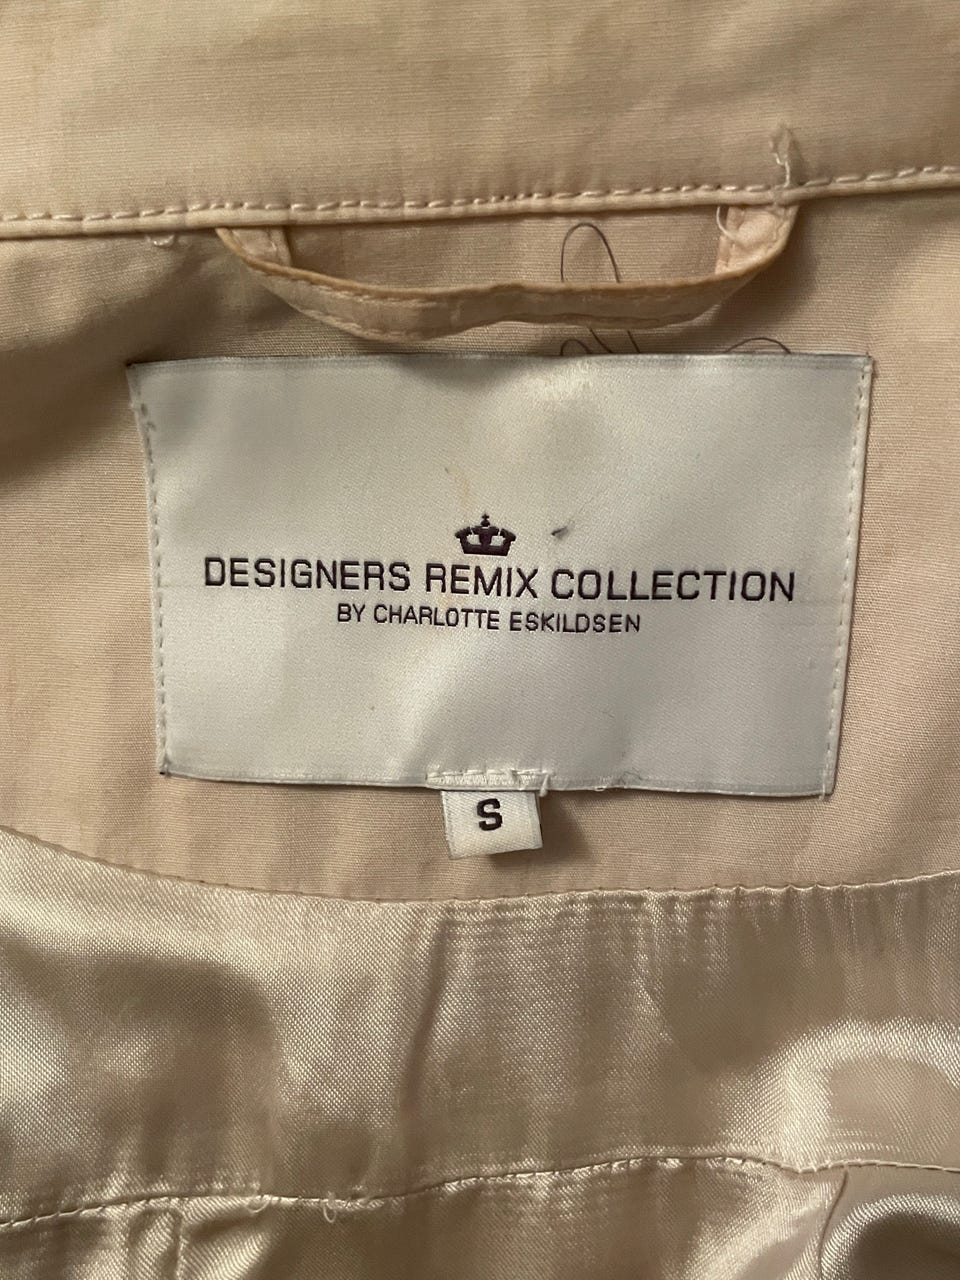 DESIGNERS REMIX COLLECTION
BY CHARLOTTE ESKILDSEN
S